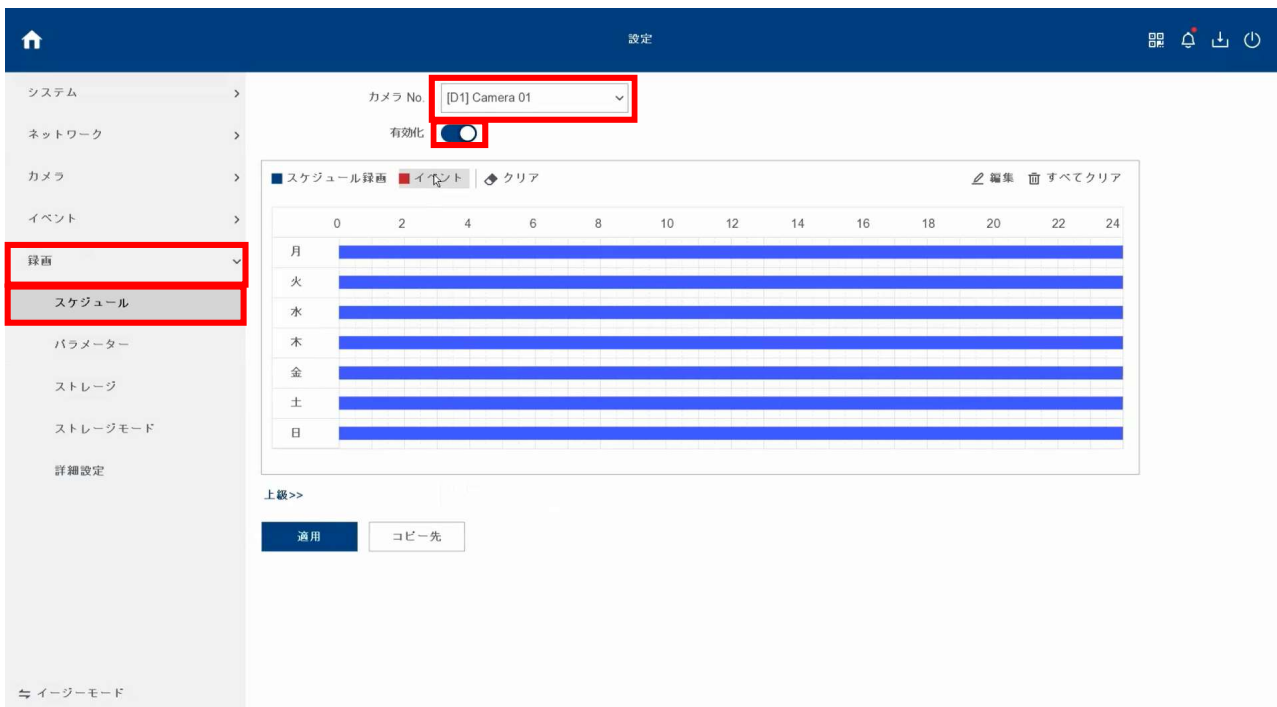 設定
システム
ネットワーク
カメラ
イベント
録画
スケジュール
パラメーター
ストレージ
ストレージモード
詳細設定
イージーモード
カメラ No. [D1] Camera 01
有効化
スケジュール録画 イベント クリア 編集 すべてクリア
0 2 4 6 8 10 12 14 16 18 20 22 24
月
火
水
木
金
土
日
上級>>
適用 コピー先